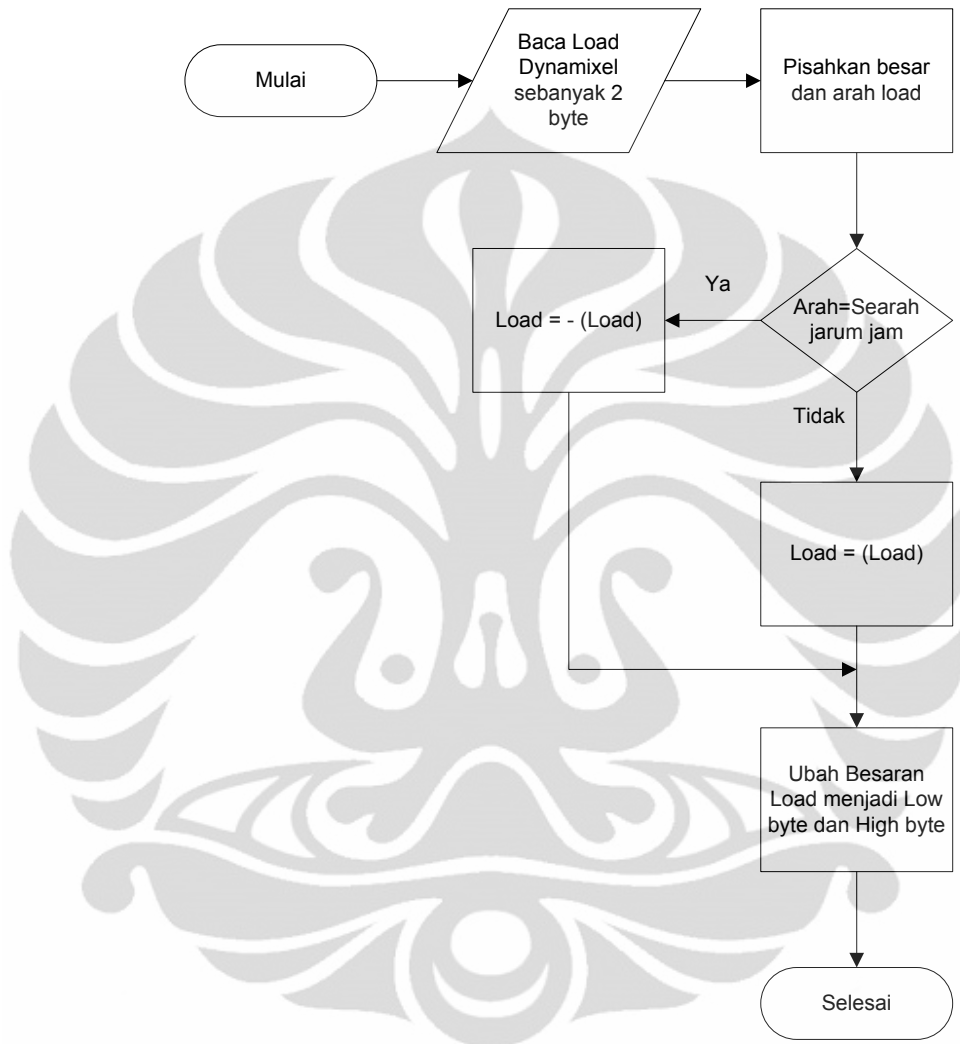 Mulai
Baca Load
Dynamixel
sebanyak 2
byte
Pisahkan besar
dan arah load
Arah=Searah
jarum jam
Ya
Load = - (Load)
Tidak
Load = (Load)
Ubah Besaran
Load menjadi Low
byte dan High byte
Selesai